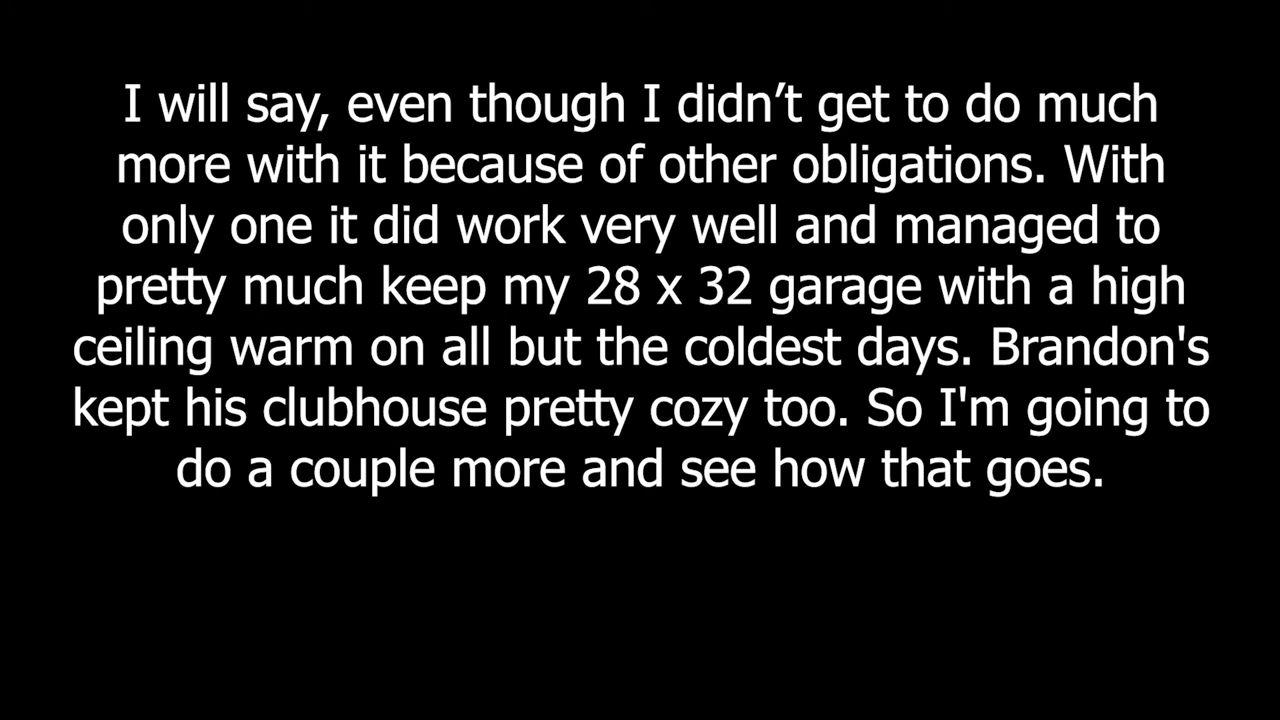 I will say, even though I didn’t get to do much
more with it because of other obligations. With
only one it did work very well and managed to
pretty much keep my 28 x 32 garage with a high
ceiling warm on all but the coldest days. Brandon's
kept his clubhouse pretty cozy too. So I'm going to
do a couple more and see how that goes.